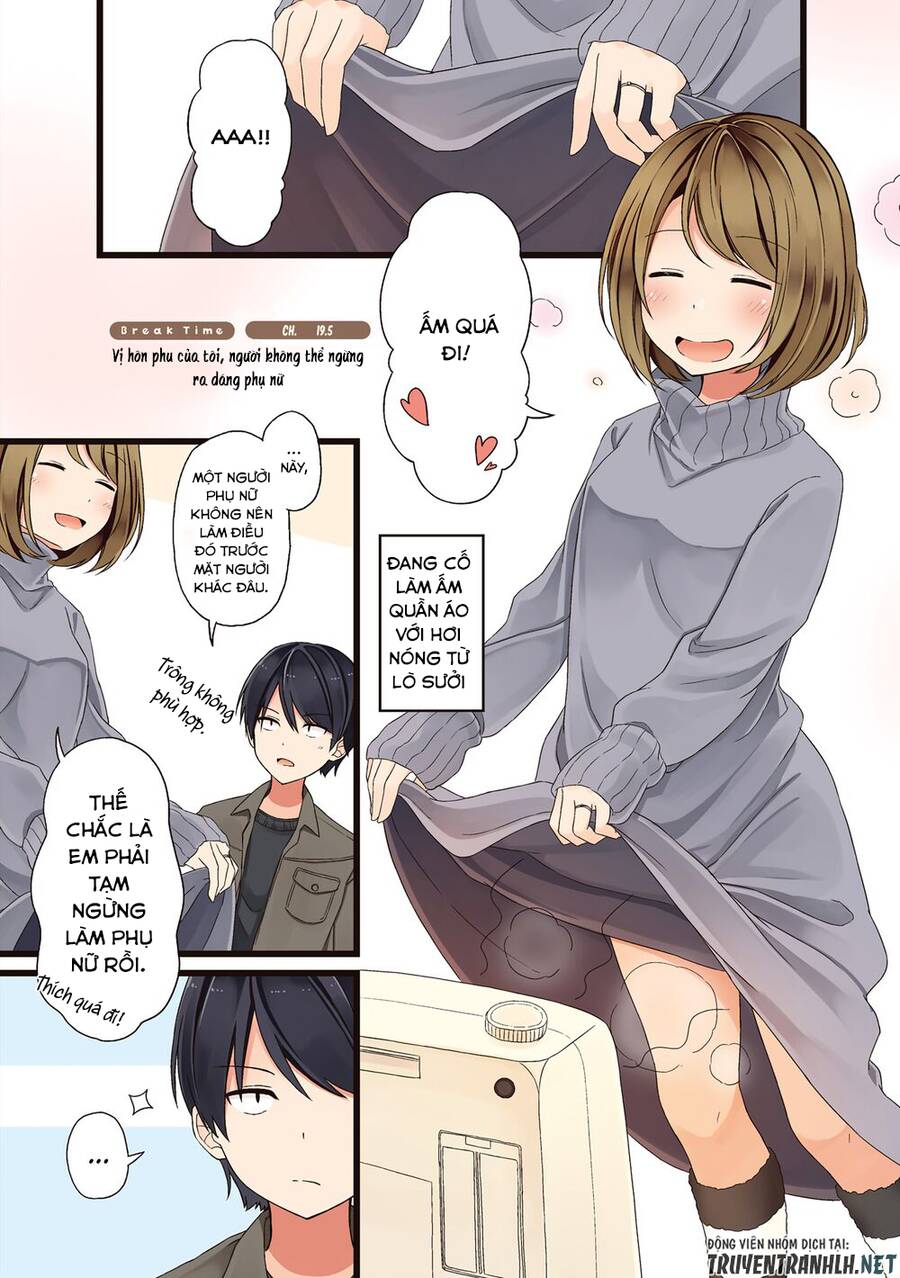 AAA!!
ẤM QUÁ
ĐI!
Break Time
CH. 19.5
Vị hôn phu của tôi, người không thể ngừng
ra dáng phụ nữ
ĐANG CỐ
LÀM ẤM
QUẦN ÁO
VỚI HƠI
NÓNG TỪ
LÒ SƯỞI
...
NÀY,
MỘT NGƯỜI
PHỤ NỮ
KHÔNG NÊN
LÀM ĐIỀU
ĐÓ TRƯỚC
MẶT NGƯỜI
KHÁC ĐÂU.
Trông không
phù hợp.
THẾ
CHẮC LÀ
EM PHẢI
TẠM
NGỪNG
LÀM PHỤ
NỮ RỒI.
Thích quá đi!
...
ĐỘNG VIÊN NHÓM DỊCH TẠI:
TRUYENTRANHLH.NET